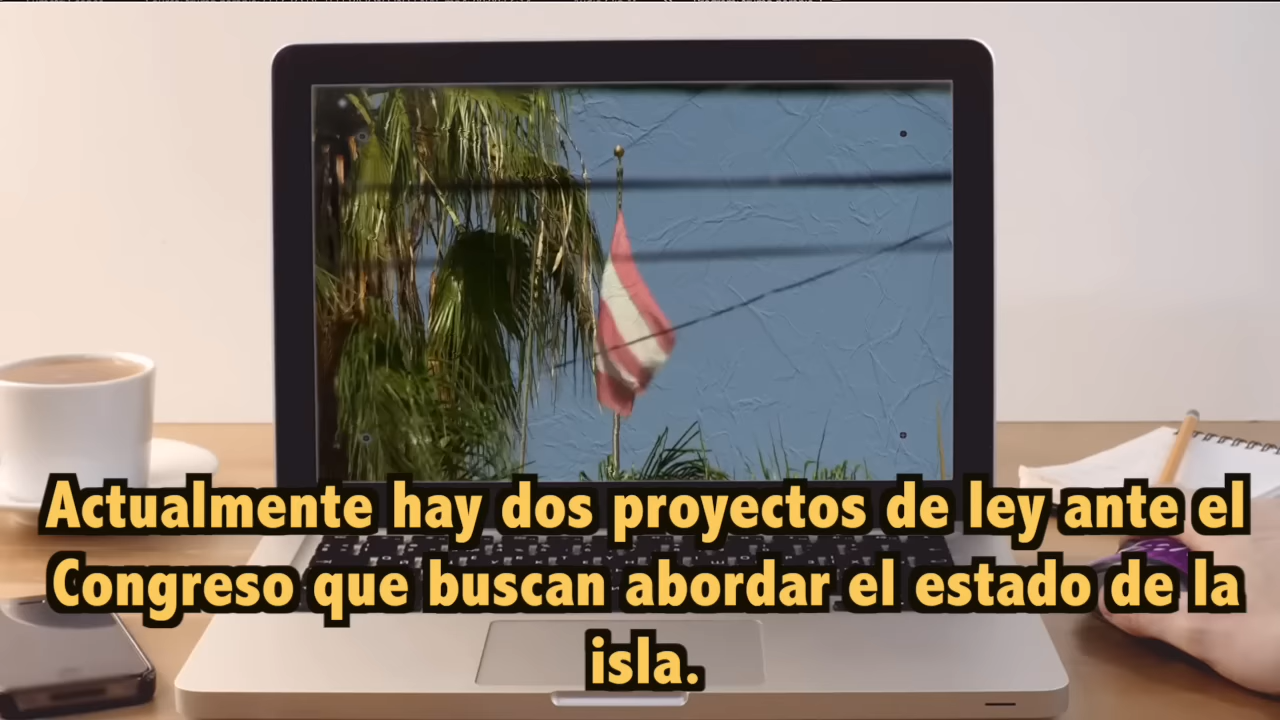 Actualmente hay dos proyectos de ley ante el
Congreso que buscan abordar el estado de la
isla.